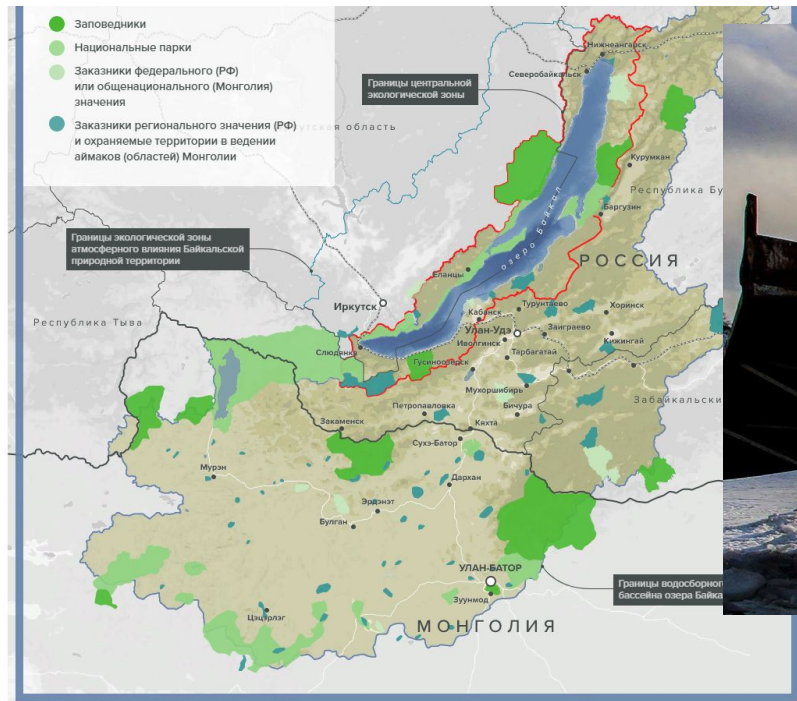 Заповедники
Национальные парки
Заказники федерального (РФ)
или общенационального (Монголия)
значения
Заказники регионального значения (РФ)
и охраняемые территории в ведении
аймаков (областей) Монголии
Нижнеангарск
Северобайкальск
Границы центральной
экологической зоны
область
Курумкан
Республика Бу
Баргузин
озеро Байкал
Границы экологической зоны
атмосферного влияния Байкальской
природной территории
РОССИЯ
Еланцы
Иркутск
Турунтаево
Хоринск
Кабанск
Республика Тыва
Улан-Удэ
Заиграево
Иволгинск
Кижингай
Слюдянка
Тарбагатай
Гусиноозерск
Мухоршибирь
Забайкальски
Петропавловка
Бичура
Закаменск
Кяхта
Сухэ-Батор
Мурэн
Дархан
Эрдэнэт
Булган
УЛАН-БАТОР
Границы водосборного
бассейна озера Байка
Зуунмод
Цэцэрлэг
МОНГОЛИЯ